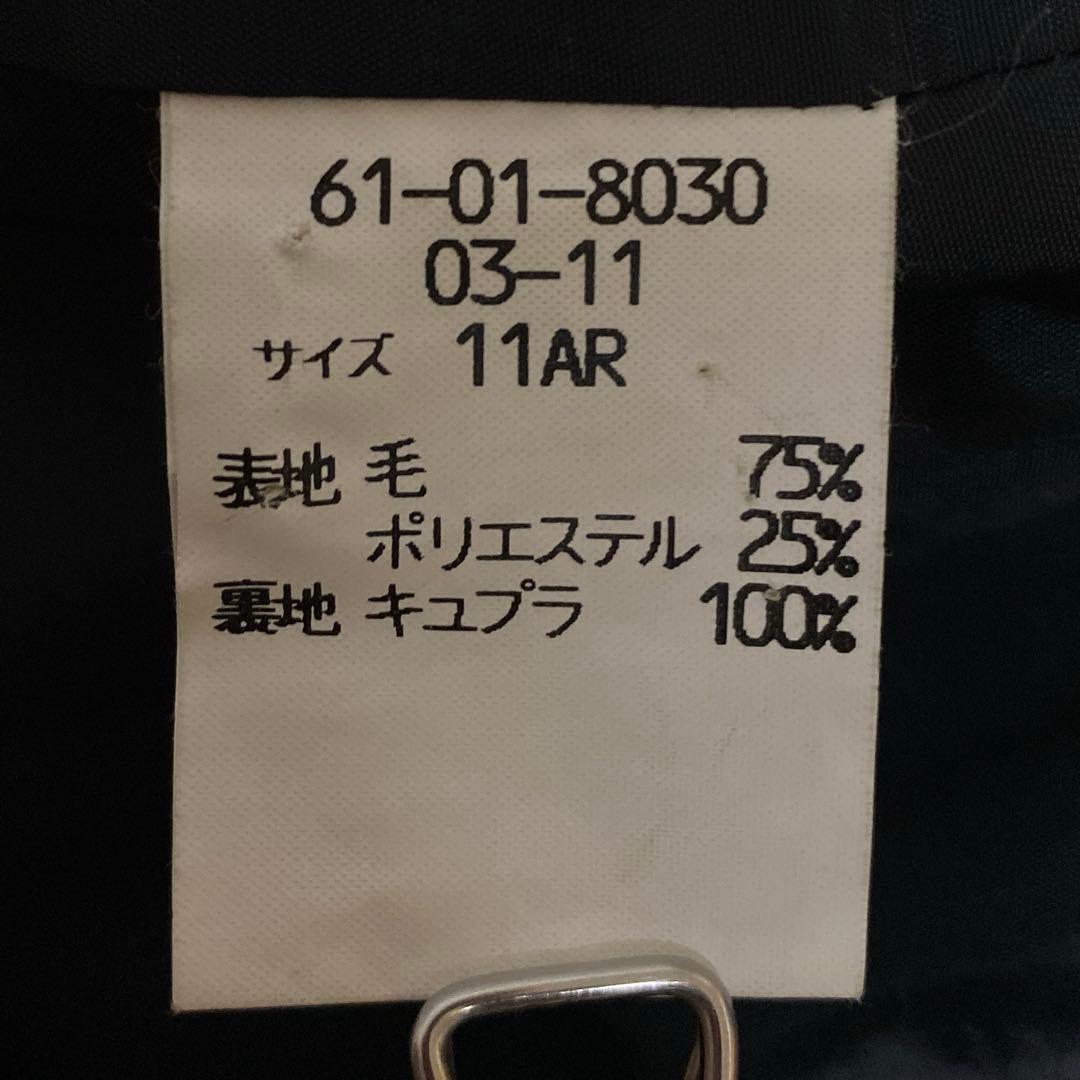 61-01-8030
03-11
サイズ 11AR
表地 毛 75%
ポリエステル 25%
裏地 キュプラ 100%